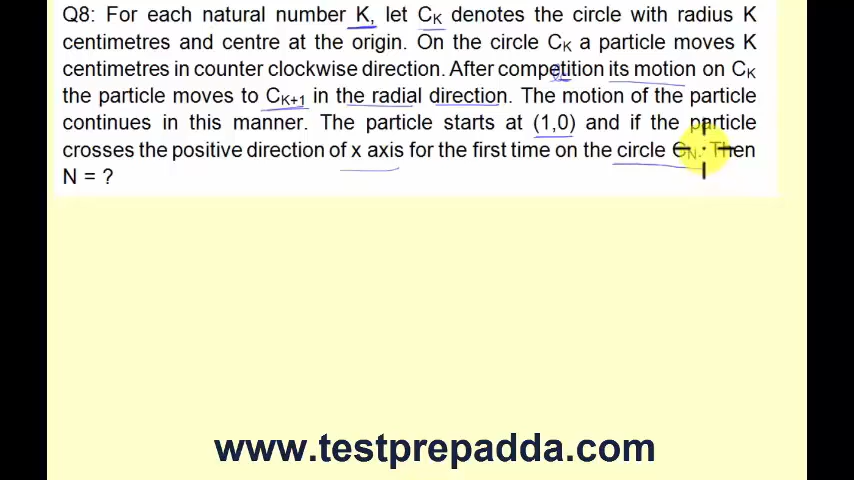 Q8: For each natural number K, let CK denotes the circle with radius K
centimetres and centre at the origin. On the circle CK a particle moves K
centimetres in counter clockwise direction. After competition its motion on CK
the particle moves to CK+1 in the radial direction. The motion of the particle
continues in this manner. The particle starts at (1,0) and if the particle
crosses the positive direction of x axis for the first time on the circle CN. Then
N = ?
www.testprepadda.com